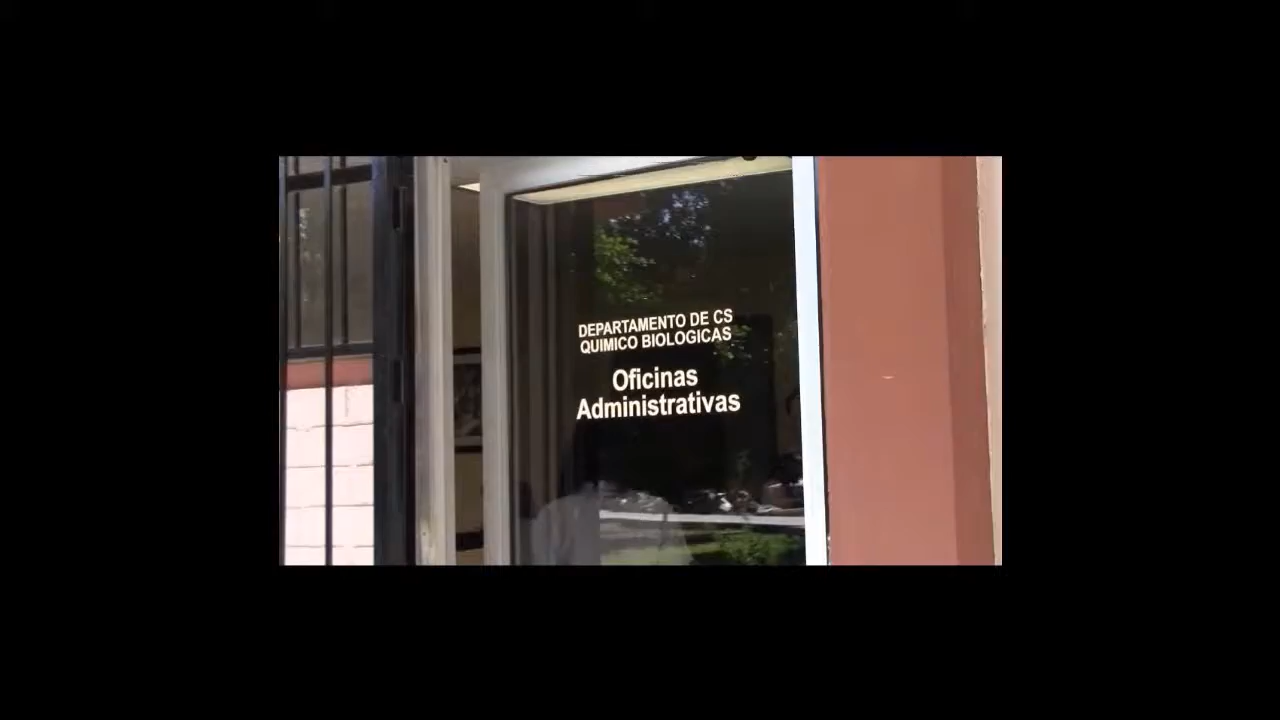 DEPARTAMENTO DE CS
QUIMICO BIOLOGICAS
Oficinas
Administrativas